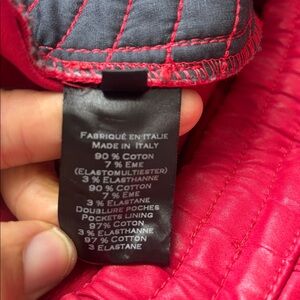 FABRIQUÉ EN ITALIE
MADE IN ITALY
90 % COTON
7 % EME
(ELASTOMULTIESTER)
3 % ELASTHANNE
90 % COTTON
7 % EME
3 % ELASTANE
DOUBLURE POCHES
POCKETS LINING
97% COTON
3 % ELASTHANNE
97 % COTTON
3 ELASTANE